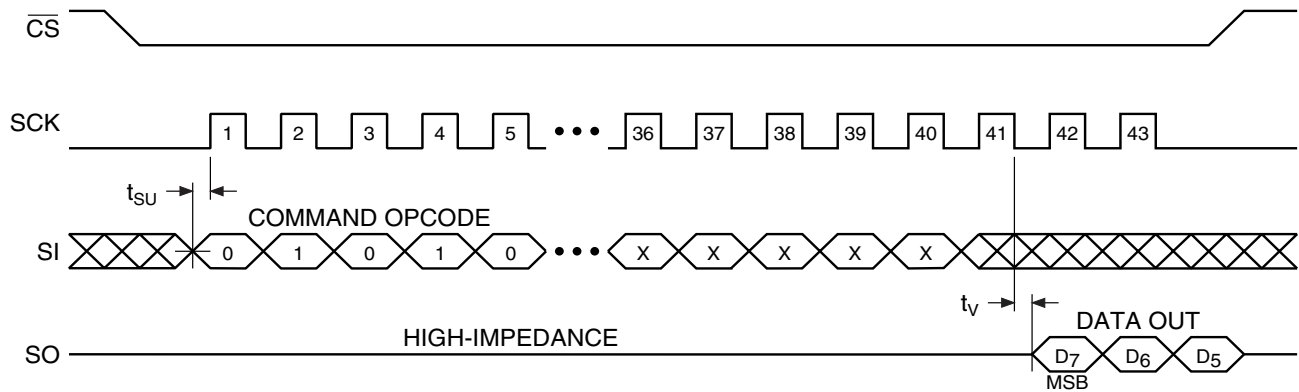 CS
SCK 1 2 3 4 5 ••• 36 37 38 39 40 41 42 43
tSU
COMMAND OPCODE
SI 0 1 0 1 0 ••• X X X X X
tV
HIGH-IMPEDANCE DATA OUT
SO D7 D6 D5
MSB